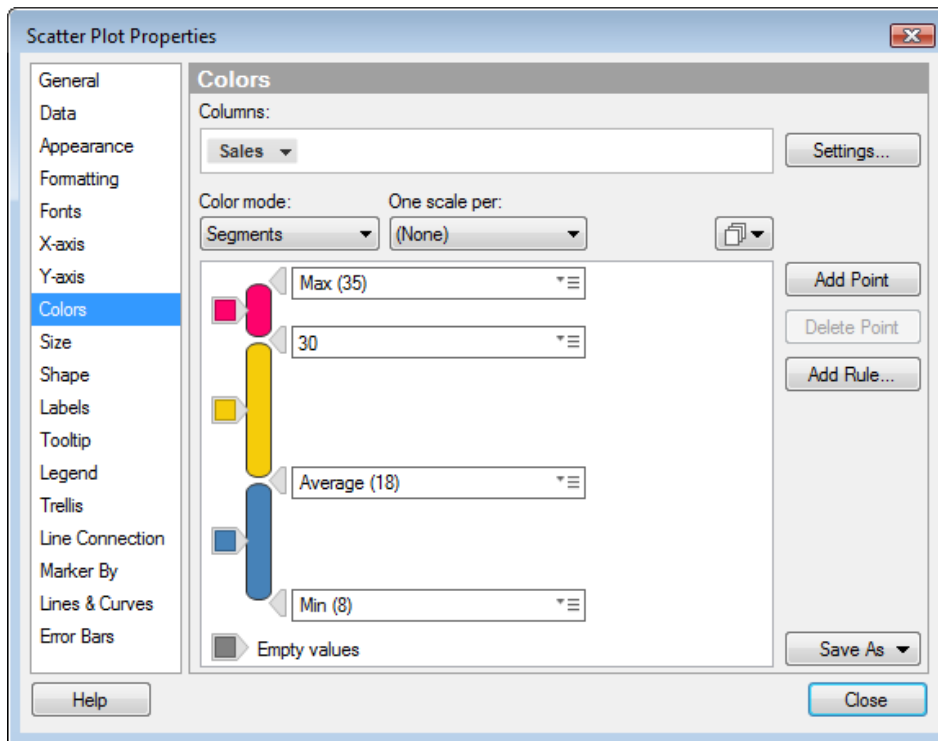 Scatter Plot Properties
General
Data
Appearance
Formatting
Fonts
X-axis
Y-axis
Colors
Size
Shape
Labels
Tooltip
Legend
Trellis
Line Connection
Marker By
Lines & Curves
Error Bars
Colors
Columns:
Sales
Settings...
Color mode:
One scale per:
Segments
(None)
Max (35)
30
Average (18)
Min (8)
Empty values
Add Point
Delete Point
Add Rule...
Save As
Help
Close